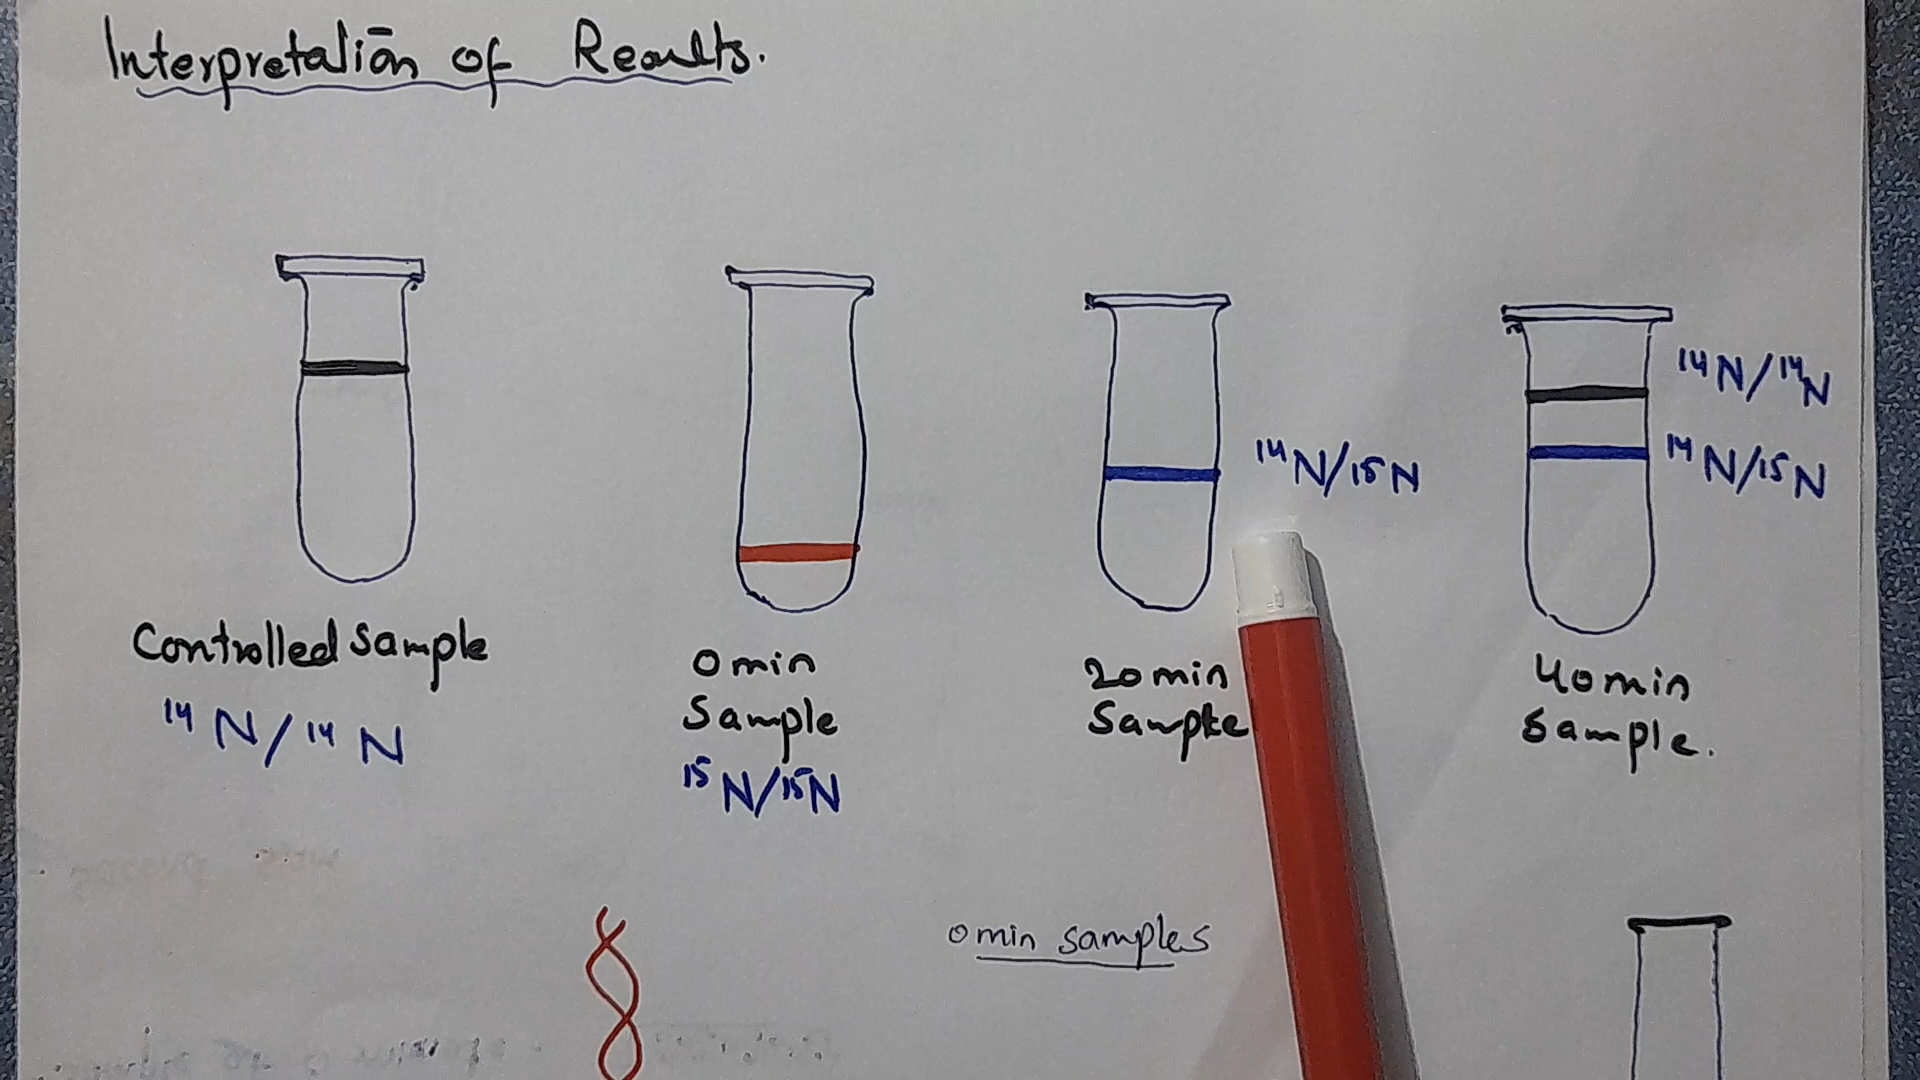 Interpretation of Results.
¹⁴N/¹⁴N
¹⁴N/¹⁵N
¹⁴N/¹⁵N
Controlled Sample
¹⁴N/¹⁴N
0 min
Sample
¹⁵N/¹⁵N
20 min
Sample
40 min
Sample.
0 min samples